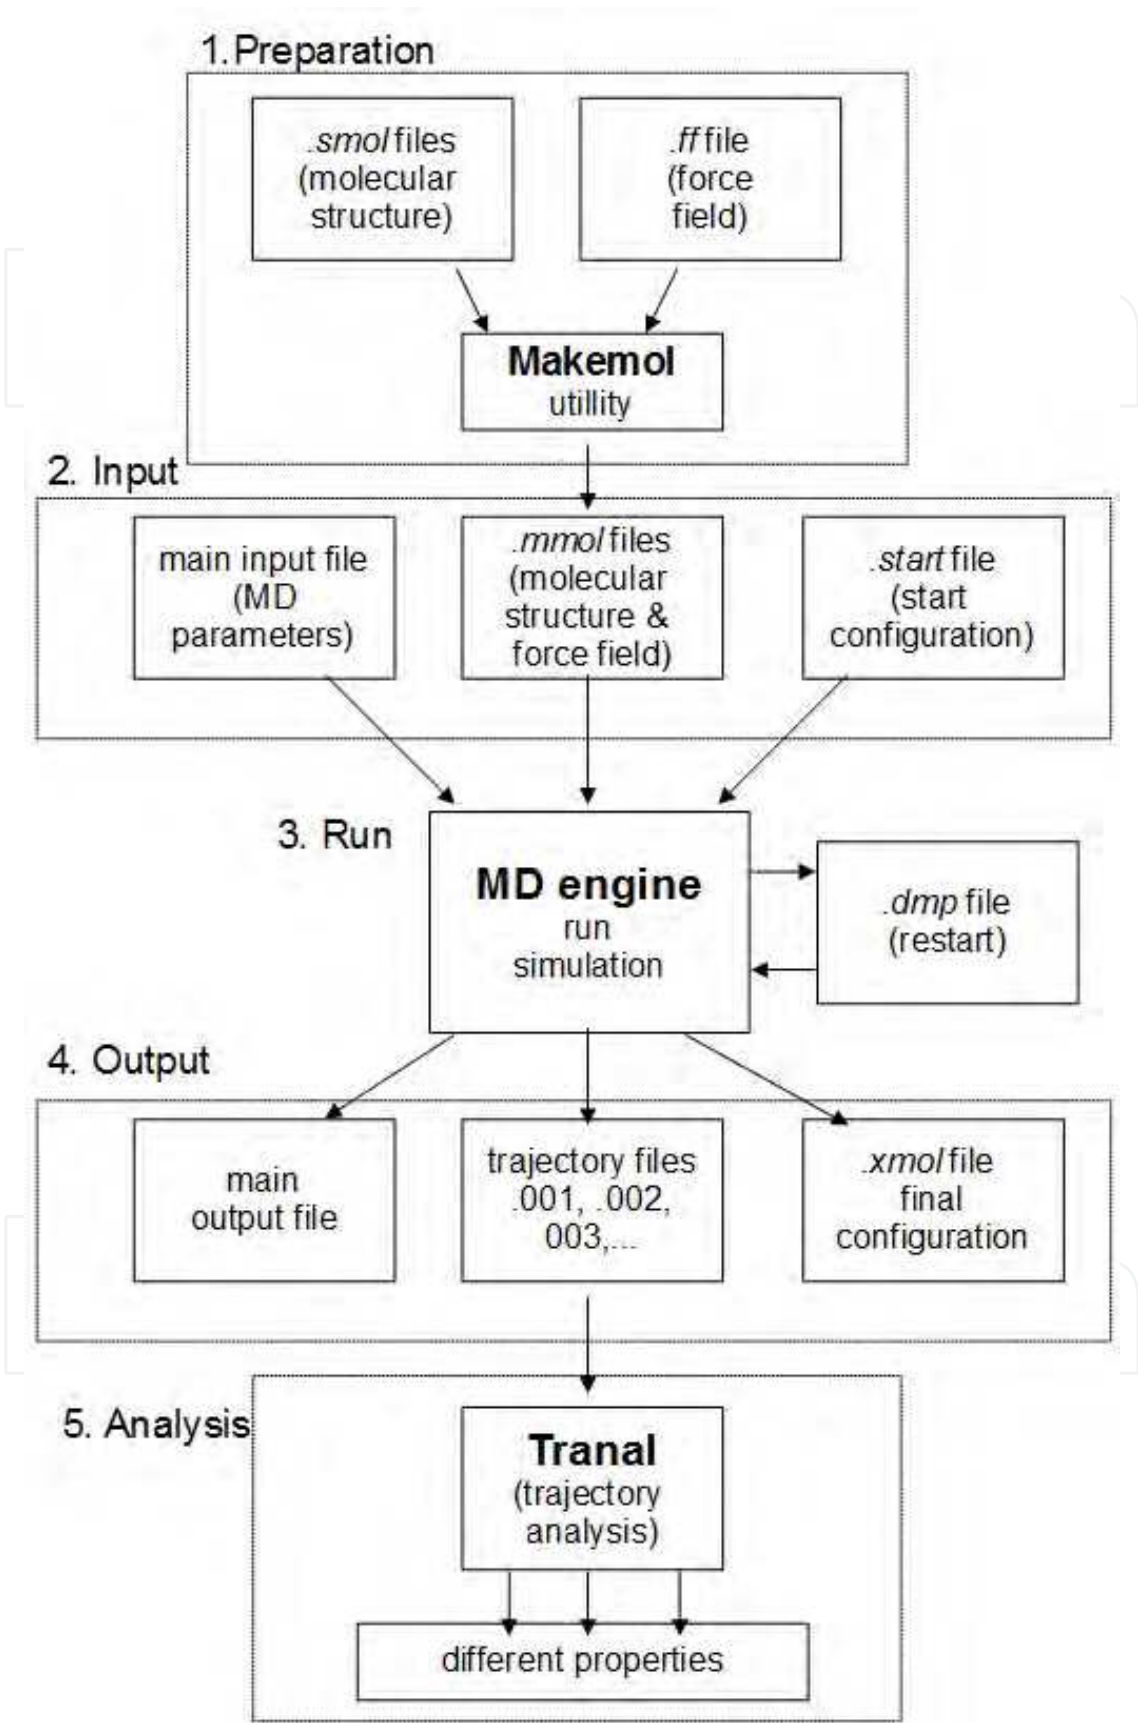 1. Preparation
.smol files
(molecular
structure)
.ff file
(force
field)
Makemol
utillity
2. Input
main input file
(MD
parameters)
.mmol files
(molecular
structure &
force field)
.start file
(start
configuration)
3. Run
MD engine
run
simulation
.dmp file
(restart)
4. Output
main
output file
trajectory files
.001, .002,
003,...
.xmol file
final
configuration
5. Analysis
Tranal
(trajectory
analysis)
different properties